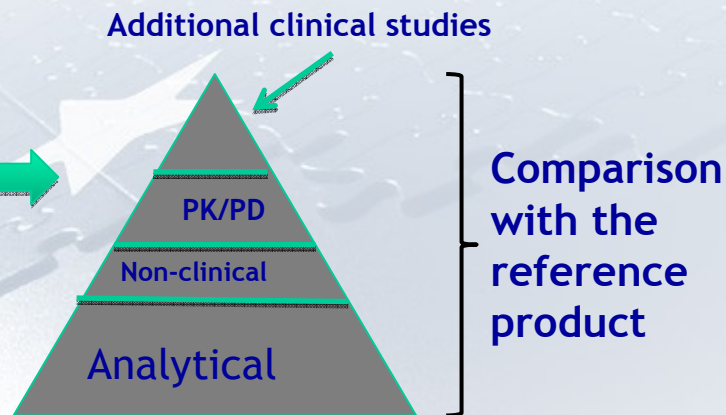 Additional clinical studies
PK/PD
Non-clinical
Analytical
Comparison
with the
reference
product